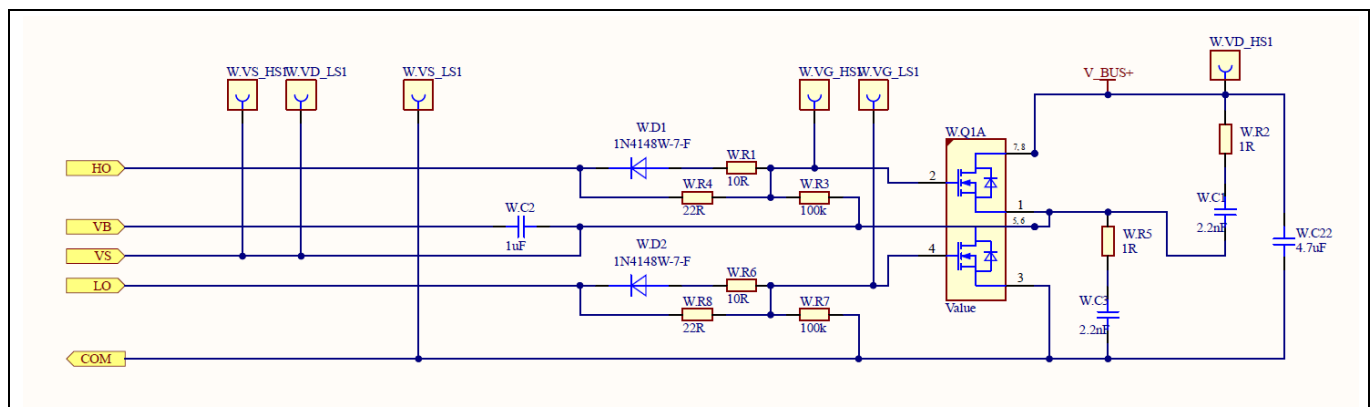 W.VD_HS1
W.VS_HS1 W.VD_LS1 W.VS_LS1 W.VG_HS1 W.VG_LS1 V_BUS+
W.D1 W.Q1A
1N4148W-7-F W.R1 7, 8 W.R2
1R
HO
10R
2
W.R4 W.R3
22R 100k
W.C2 1 W.C1
VB 5, 6 2.2nF
1uF W.D2 W.R5 W.C22
VS 1N4148W-7-F W.R6 4 1R 4.7uF
LO 10R 3
W.R8 W.R7 W.C3
22R 100k Value 2.2nF
COM